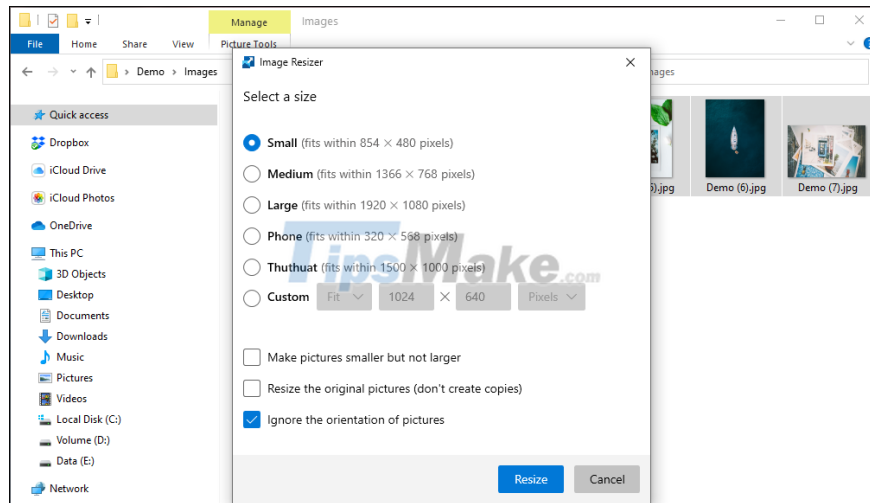 Manage
Images
File
Home
Share
View
Picture Tools
Demo
Images
Quick access
Dropbox
iCloud Drive
iCloud Photos
OneDrive
This PC
3D Objects
Desktop
Documents
Downloads
Music
Pictures
Videos
Local Disk (C:)
Volume (D:)
Data (E:)
Network
Image Resizer
Select a size
Small (fits within 854 × 480 pixels)
Medium (fits within 1366 × 768 pixels)
Large (fits within 1920 × 1080 pixels)
Phone (fits within 320 × 568 pixels)
Thuthuat (fits within 1500 × 1000 pixels)
Custom Fit 1024 × 640 Pixels
Make pictures smaller but not larger
Resize the original pictures (don't create copies)
Ignore the orientation of pictures
Resize
Cancel
TipsMake.com
Demo (6).jpg
Demo (7).jpg